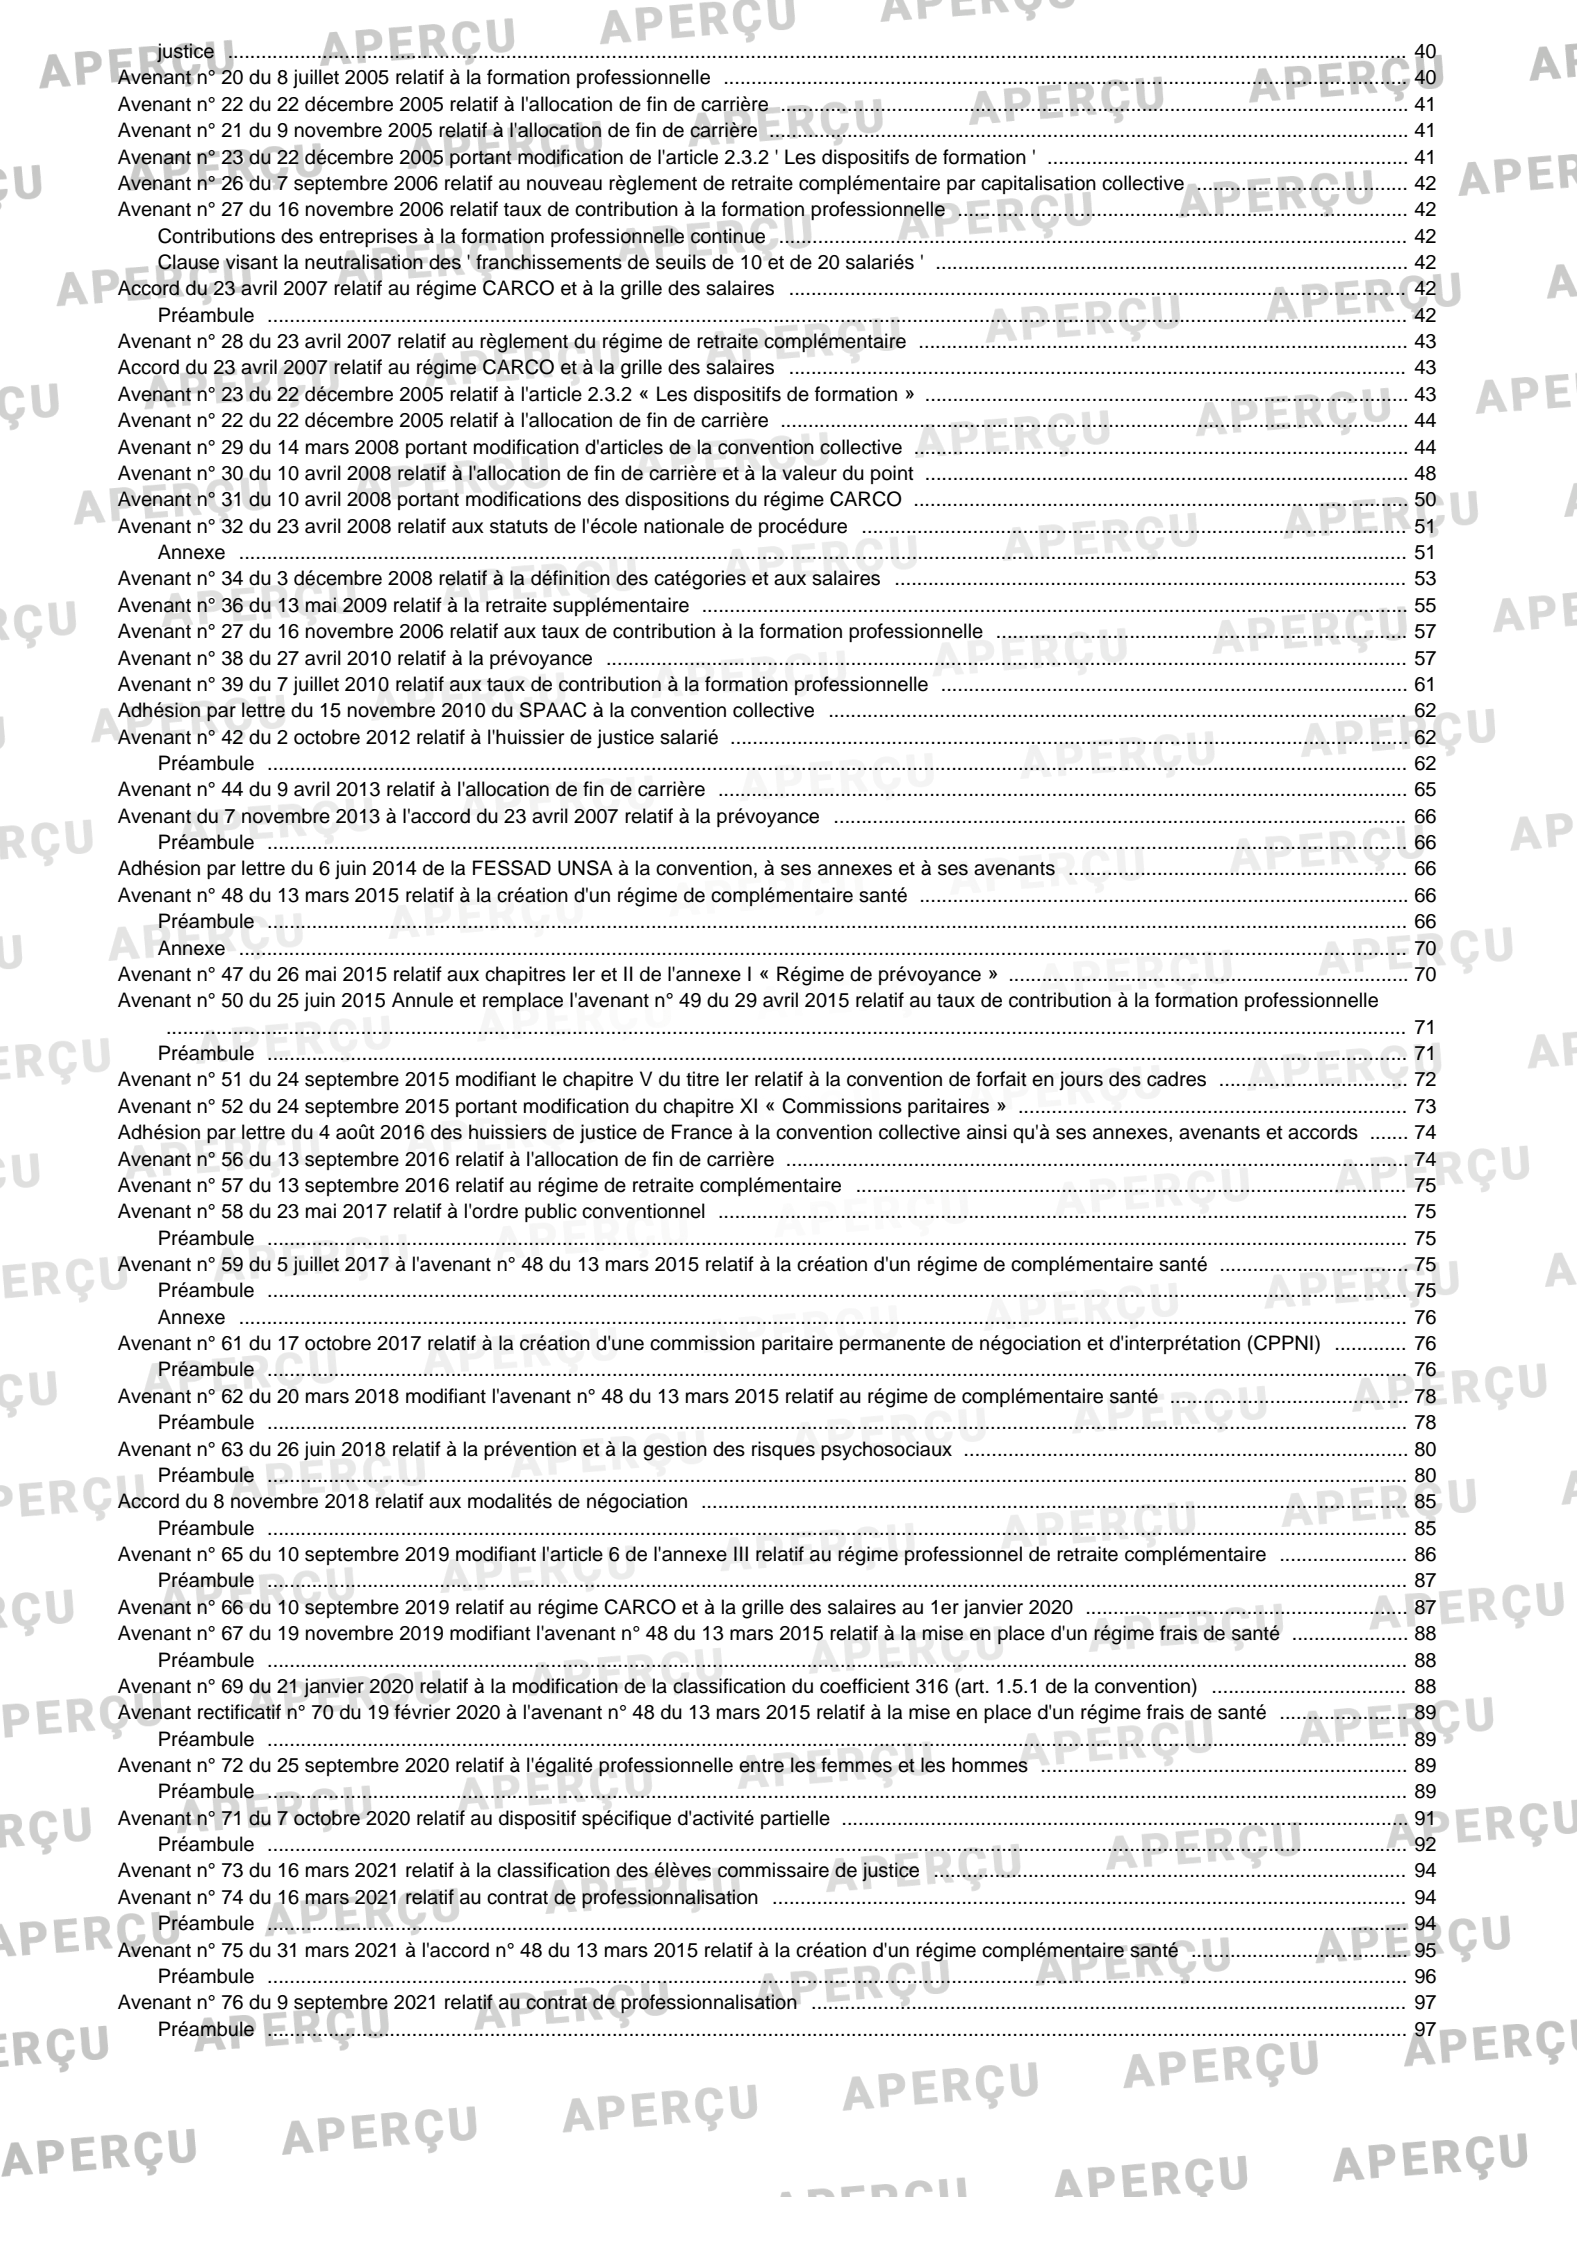 justice ........ 40
Avenant n° 20 du 8 juillet 2005 relatif à la formation professionnelle ........ 40
Avenant n° 22 du 22 décembre 2005 relatif à l'allocation de fin de carrière ........ 41
Avenant n° 21 du 9 novembre 2005 relatif à l'allocation de fin de carrière ........ 41
Avenant n° 23 du 22 décembre 2005 portant modification de l'article 2.3.2 ' Les dispositifs de formation ' ........ 41
Avenant n° 26 du 7 septembre 2006 relatif au nouveau règlement de retraite complémentaire par capitalisation collective ........ 42
Avenant n° 27 du 16 novembre 2006 relatif taux de contribution à la formation professionnelle ........ 42
Contributions des entreprises à la formation professionnelle continue ........ 42
Clause visant la neutralisation des ' franchissements de seuils de 10 et de 20 salariés ' ........ 42
Accord du 23 avril 2007 relatif au régime CARCO et à la grille des salaires ........ 42
Préambule ........ 42
Avenant n° 28 du 23 avril 2007 relatif au règlement du régime de retraite complémentaire ........ 43
Accord du 23 avril 2007 relatif au régime CARCO et à la grille des salaires ........ 43
Avenant n° 23 du 22 décembre 2005 relatif à l'article 2.3.2 « Les dispositifs de formation » ........ 43
Avenant n° 22 du 22 décembre 2005 relatif à l'allocation de fin de carrière ........ 44
Avenant n° 29 du 14 mars 2008 portant modification d'articles de la convention collective ........ 44
Avenant n° 30 du 10 avril 2008 relatif à l'allocation de fin de carrière et à la valeur du point ........ 48
Avenant n° 31 du 10 avril 2008 portant modifications des dispositions du régime CARCO ........ 50
Avenant n° 32 du 23 avril 2008 relatif aux statuts de l'école nationale de procédure ........ 51
Annexe ........ 51
Avenant n° 34 du 3 décembre 2008 relatif à la définition des catégories et aux salaires ........ 53
Avenant n° 36 du 13 mai 2009 relatif à la retraite supplémentaire ........ 55
Avenant n° 27 du 16 novembre 2006 relatif aux taux de contribution à la formation professionnelle ........ 57
Avenant n° 38 du 27 avril 2010 relatif à la prévoyance ........ 57
Avenant n° 39 du 7 juillet 2010 relatif aux taux de contribution à la formation professionnelle ........ 61
Adhésion par lettre du 15 novembre 2010 du SPAAC à la convention collective ........ 62
Avenant n° 42 du 2 octobre 2012 relatif à l'huissier de justice salarié ........ 62
Préambule ........ 62
Avenant n° 44 du 9 avril 2013 relatif à l'allocation de fin de carrière ........ 65
Avenant du 7 novembre 2013 à l'accord du 23 avril 2007 relatif à la prévoyance ........ 66
Préambule ........ 66
Adhésion par lettre du 6 juin 2014 de la FESSAD UNSA à la convention, à ses annexes et à ses avenants ........ 66
Avenant n° 48 du 13 mars 2015 relatif à la création d'un régime de complémentaire santé ........ 66
Préambule ........ 66
Annexe ........ 70
Avenant n° 47 du 26 mai 2015 relatif aux chapitres Ier et II de l'annexe I « Régime de prévoyance » ........ 70
Avenant n° 50 du 25 juin 2015 Annule et remplace l'avenant n° 49 du 29 avril 2015 relatif au taux de contribution à la formation professionnelle
........ 71
Préambule ........ 71
Avenant n° 51 du 24 septembre 2015 modifiant le chapitre V du titre Ier relatif à la convention de forfait en jours des cadres ........ 72
Avenant n° 52 du 24 septembre 2015 portant modification du chapitre XI « Commissions paritaires » ........ 73
Adhésion par lettre du 4 août 2016 des huissiers de justice de France à la convention collective ainsi qu'à ses annexes, avenants et accords ....... 74
Avenant n° 56 du 13 septembre 2016 relatif à l'allocation de fin de carrière ........ 74
Avenant n° 57 du 13 septembre 2016 relatif au régime de retraite complémentaire ........ 75
Avenant n° 58 du 23 mai 2017 relatif à l'ordre public conventionnel ........ 75
Préambule ........ 75
Avenant n° 59 du 5 juillet 2017 à l'avenant n° 48 du 13 mars 2015 relatif à la création d'un régime de complémentaire santé ........ 75
Préambule ........ 75
Annexe ........ 76
Avenant n° 61 du 17 octobre 2017 relatif à la création d'une commission paritaire permanente de négociation et d'interprétation (CPPNI) ........ 76
Préambule ........ 76
Avenant n° 62 du 20 mars 2018 modifiant l'avenant n° 48 du 13 mars 2015 relatif au régime de complémentaire santé ........ 78
Préambule ........ 78
Avenant n° 63 du 26 juin 2018 relatif à la prévention et à la gestion des risques psychosociaux ........ 80
Préambule ........ 80
Accord du 8 novembre 2018 relatif aux modalités de négociation ........ 85
Préambule ........ 85
Avenant n° 65 du 10 septembre 2019 modifiant l'article 6 de l'annexe III relatif au régime professionnel de retraite complémentaire ........ 86
Préambule ........ 87
Avenant n° 66 du 10 septembre 2019 relatif au régime CARCO et à la grille des salaires au 1er janvier 2020 ........ 87
Avenant n° 67 du 19 novembre 2019 modifiant l'avenant n° 48 du 13 mars 2015 relatif à la mise en place d'un régime frais de santé ........ 88
Préambule ........ 88
Avenant n° 69 du 21 janvier 2020 relatif à la modification de la classification du coefficient 316 (art. 1.5.1 de la convention) ........ 88
Avenant rectificatif n° 70 du 19 février 2020 à l'avenant n° 48 du 13 mars 2015 relatif à la mise en place d'un régime frais de santé ........ 89
Préambule ........ 89
Avenant n° 72 du 25 septembre 2020 relatif à l'égalité professionnelle entre les femmes et les hommes ........ 89
Préambule ........ 89
Avenant n° 71 du 7 octobre 2020 relatif au dispositif spécifique d'activité partielle ........ 91
Préambule ........ 92
Avenant n° 73 du 16 mars 2021 relatif à la classification des élèves commissaire de justice ........ 94
Avenant n° 74 du 16 mars 2021 relatif au contrat de professionnalisation ........ 94
Préambule ........ 94
Avenant n° 75 du 31 mars 2021 à l'accord n° 48 du 13 mars 2015 relatif à la création d'un régime complémentaire santé ........ 95
Préambule ........ 96
Avenant n° 76 du 9 septembre 2021 relatif au contrat de professionnalisation ........ 97
Préambule ........ 97
APERÇU